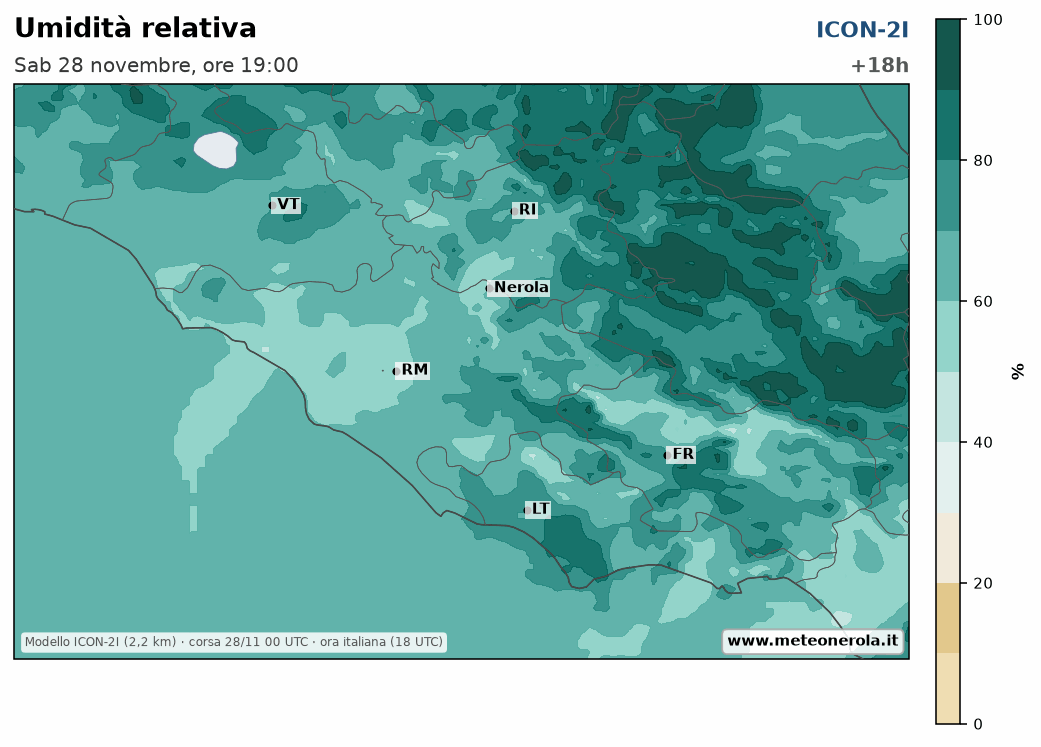 Umidità relativa
ICON-2I
Sab 28 novembre, ore 19:00
+18h
100
80
60
40
20
0
%
VT
RI
Nerola
RM
FR
LT
Modello ICON-2I (2,2 km) · corsa 28/11 00 UTC · ora italiana (18 UTC)
www.meteonerola.it